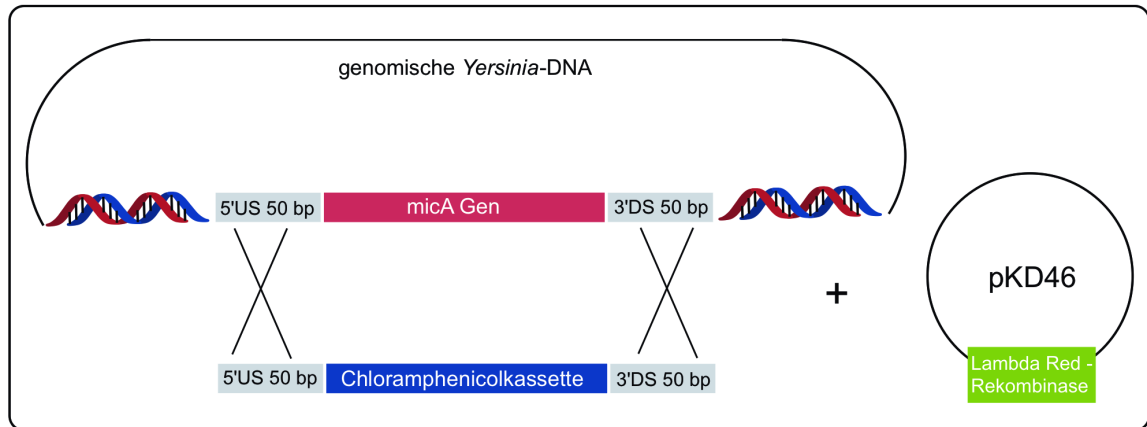 genomische Yersinia-DNA
5'US 50 bp
micA Gen
3'DS 50 bp
+
pKD46
Lambda Red -
Rekombinase
5'US 50 bp
Chloramphenicolkassette
3'DS 50 bp